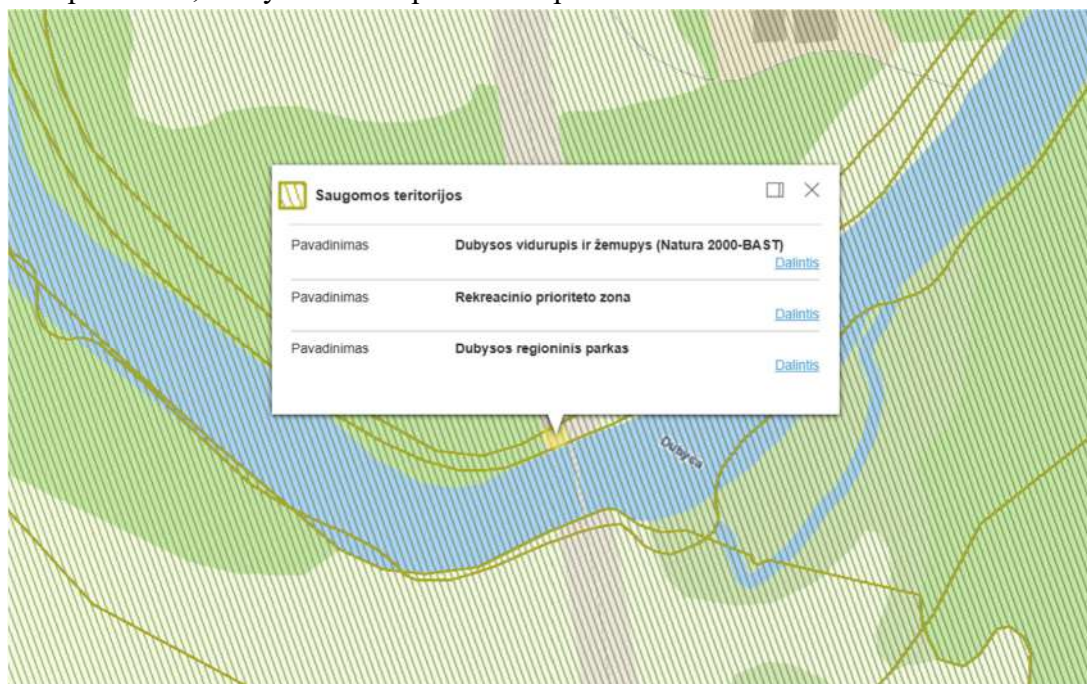 Saugomos teritorijos
Pavadinimas Dubysos vidurupis ir žemupys (Natura 2000-BAST)
Dalintis
Pavadinimas Rekreacinio prioriteto zona
Dalintis
Pavadinimas Dubysos regioninis parkas
Dalintis
Dubysa